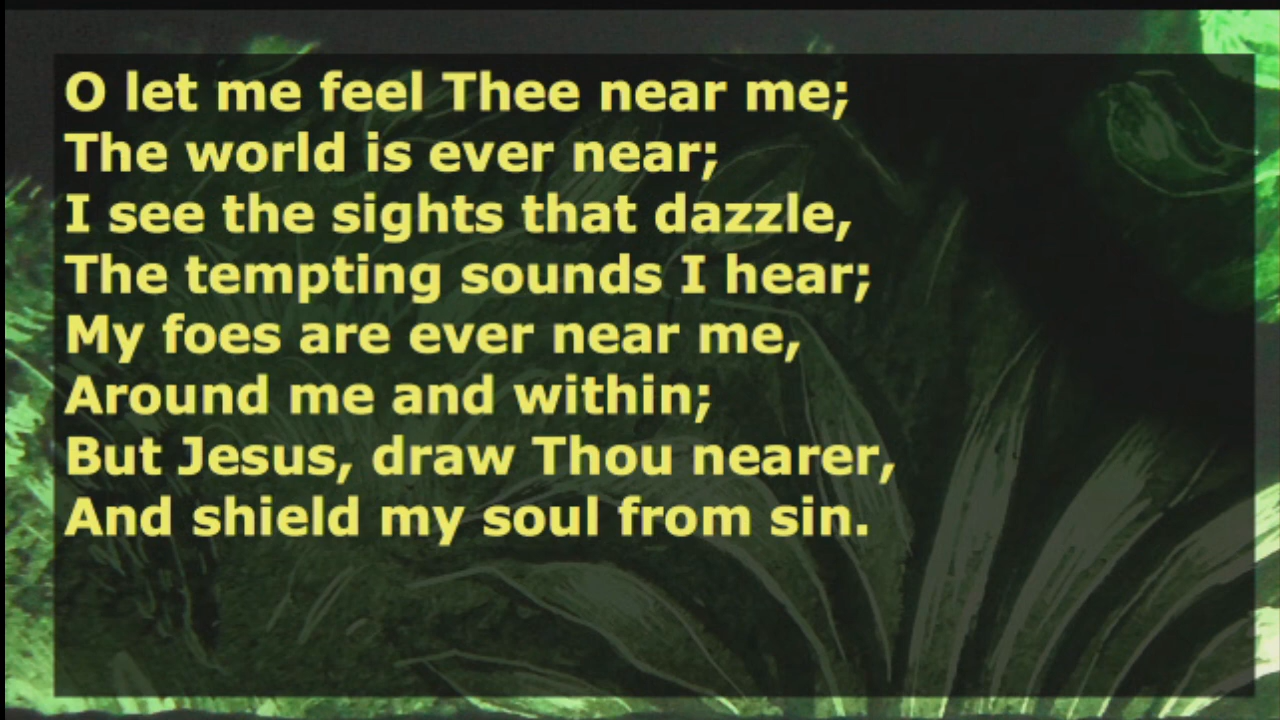 O let me feel Thee near me;
The world is ever near;
I see the sights that dazzle,
The tempting sounds I hear;
My foes are ever near me,
Around me and within;
But Jesus, draw Thou nearer,
And shield my soul from sin.